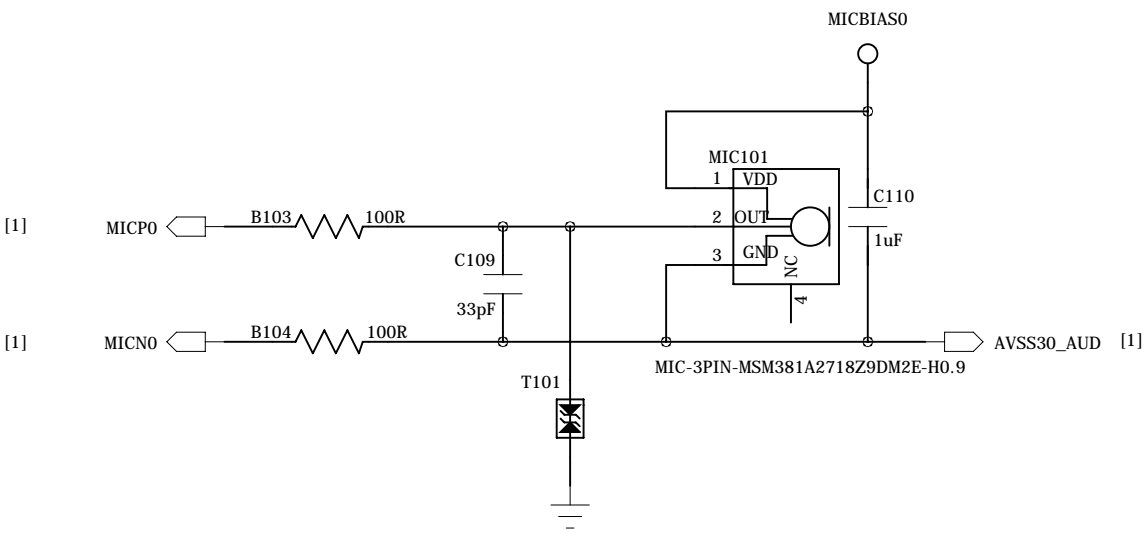 MICBIAS0
MIC101
1 VDD
C110
[1] MICP0 B103 100R 2 OUT
1uF
C109 3 GND
NC
33pF 4
[1] MICN0 B104 100R AVSS30_AUD [1]
MIC-3PIN-MSM381A2718Z9DM2E-H0.9
T101